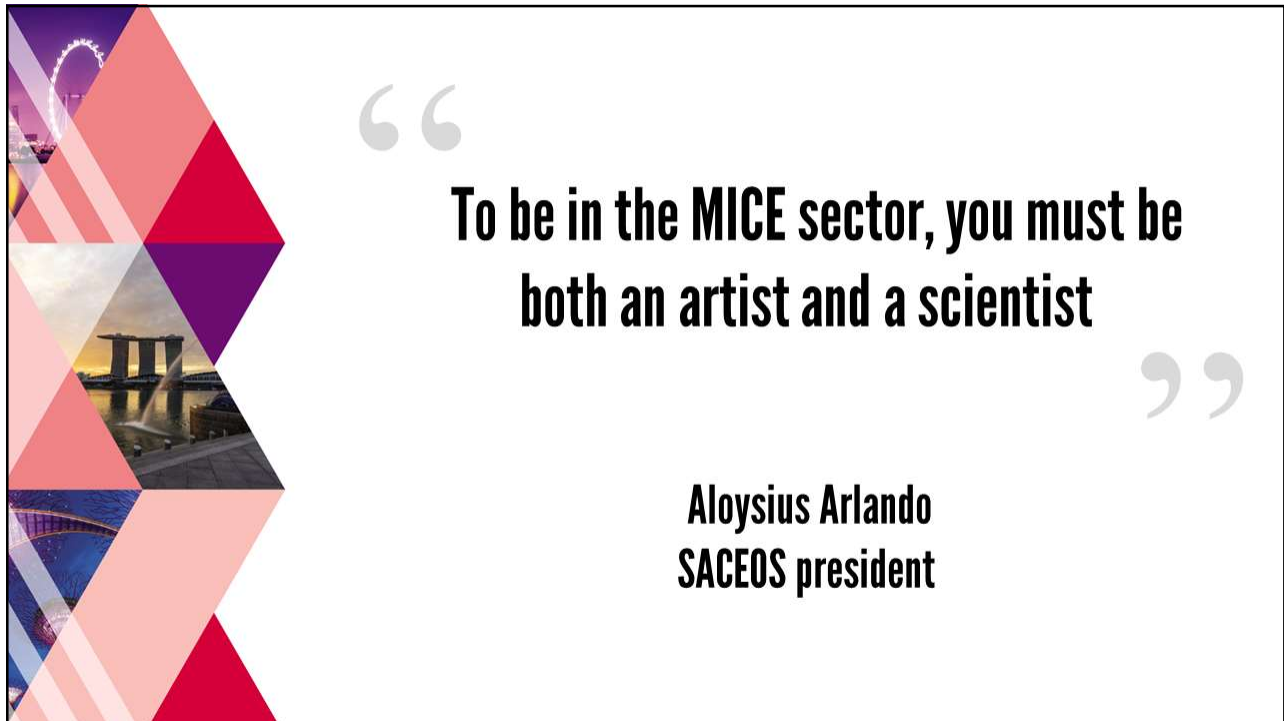 “
To be in the MICE sector, you must be
both an artist and a scientist
”
Aloysius Arlando
SACEOS president